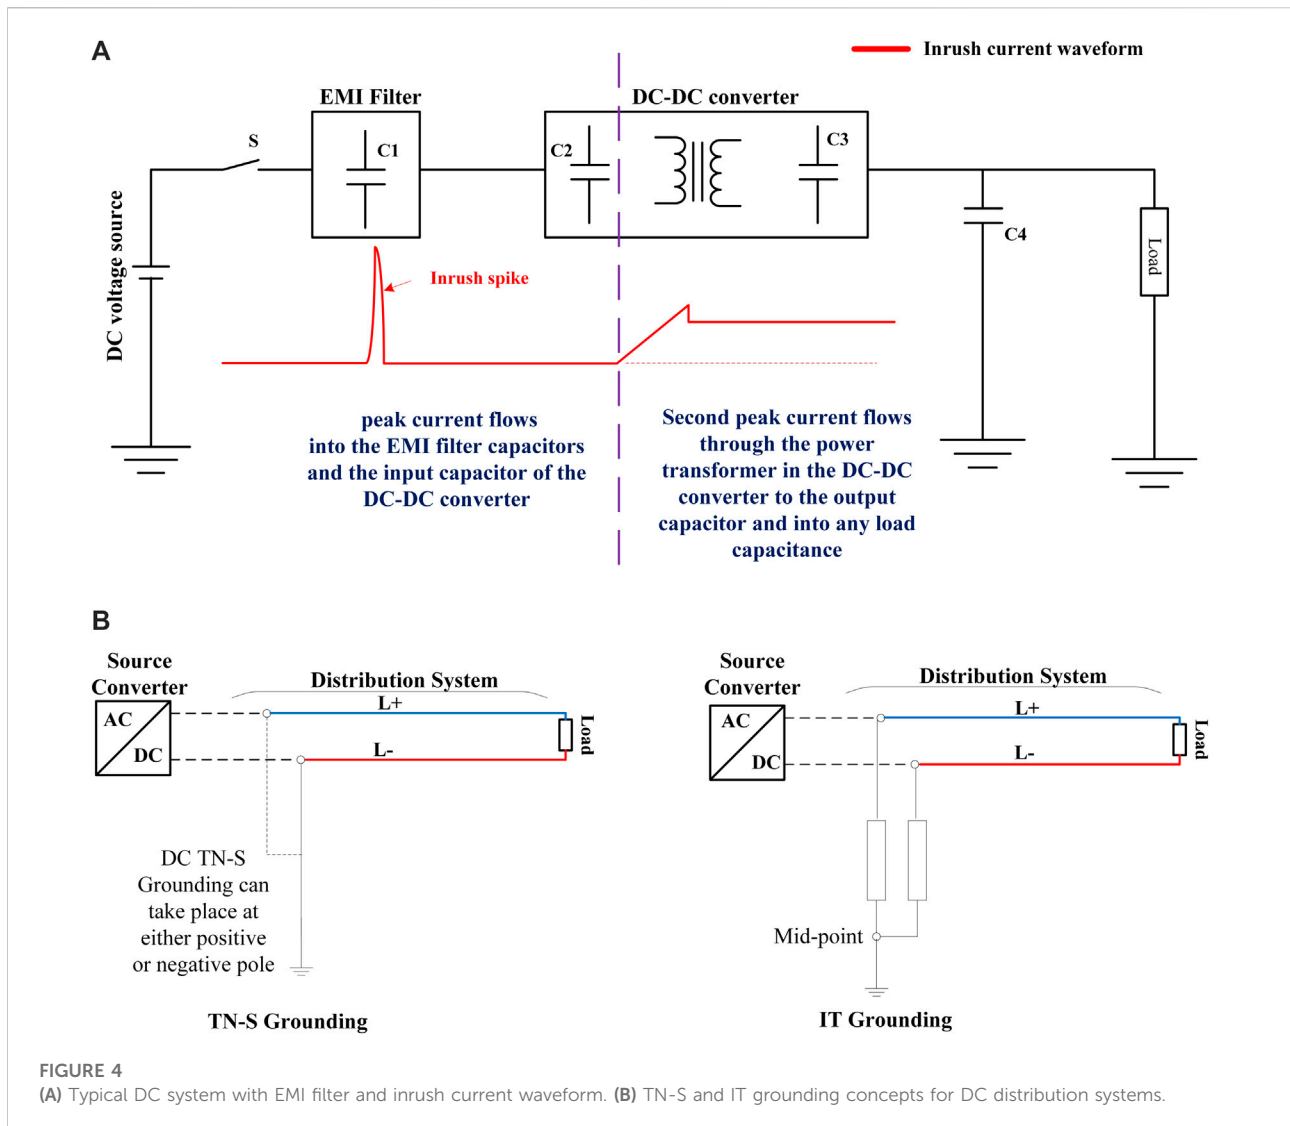 A
Inrush current waveform
EMI Filter
DC-DC converter
S
C1
C2
C3
C4
Load
DC voltage source
Inrush spike
peak current flows
into the EMI filter capacitors
and the input capacitor of the
DC-DC converter
Second peak current flows
through the power
transformer in the DC-DC
converter to the output
capacitor and into any load
capacitance
B
Source
Converter
Distribution System
AC
DC
L+
L-
Load
DC TN-S
Grounding can
take place at
either positive
or negative pole
TN-S Grounding
Source
Converter
Distribution System
AC
DC
L+
L-
Load
Mid-point
IT Grounding
FIGURE 4
(A) Typical DC system with EMI filter and inrush current waveform. (B) TN-S and IT grounding concepts for DC distribution systems.